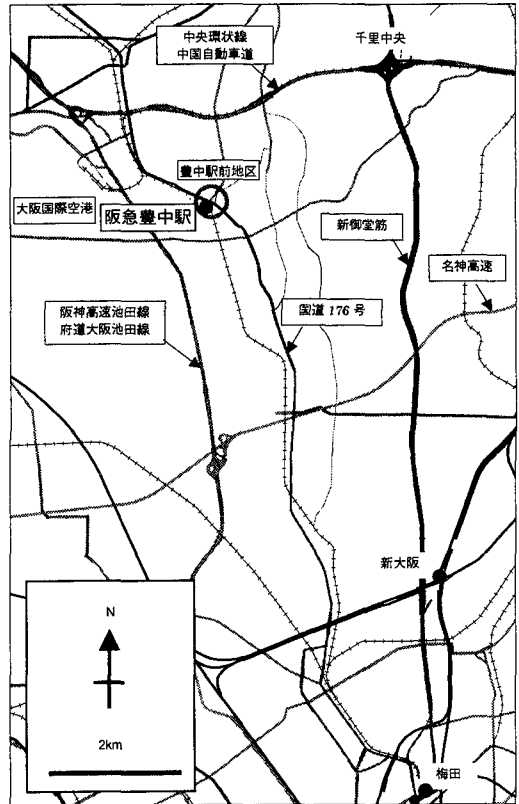 中央環状線
中国自動車道
千里中央
豊中駅前地区
大阪国際空港
阪急豊中駅
新御堂筋
名神高速
阪神高速池田線
府道大阪池田線
国道 176 号
新大阪
N
2km
梅田